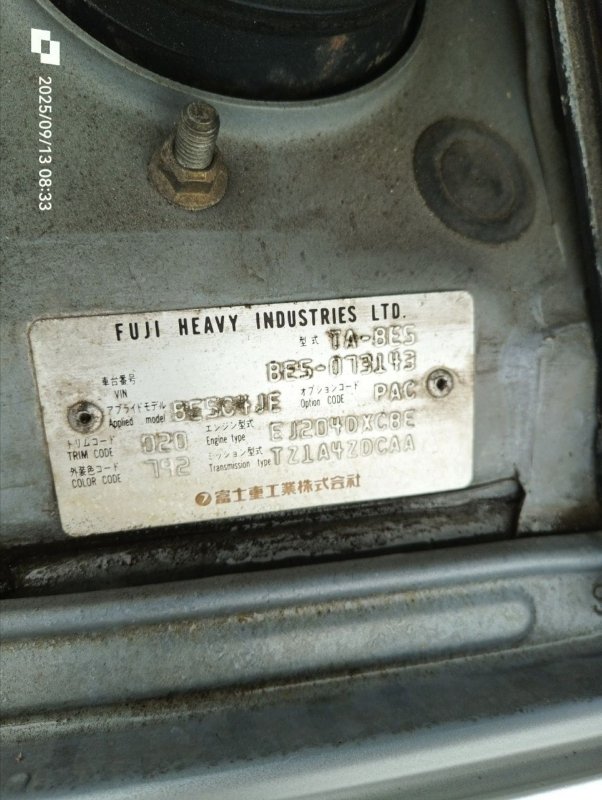 2025/09/13 08:33
FUJI HEAVY INDUSTRIES LTD.
型式 TA-BE5
車台番号 VIN BE5-073143
アプライドモデル Applied model BE5C4JE オプションコード Option CODE PAC
トリムコード TRIM CODE 020 エンジン型式 Engine type EJ204DXCBE
外装色コード COLOR CODE 792 ミッション型式 Transmission type TZ1A4ZDCAA
富士重工業株式会社